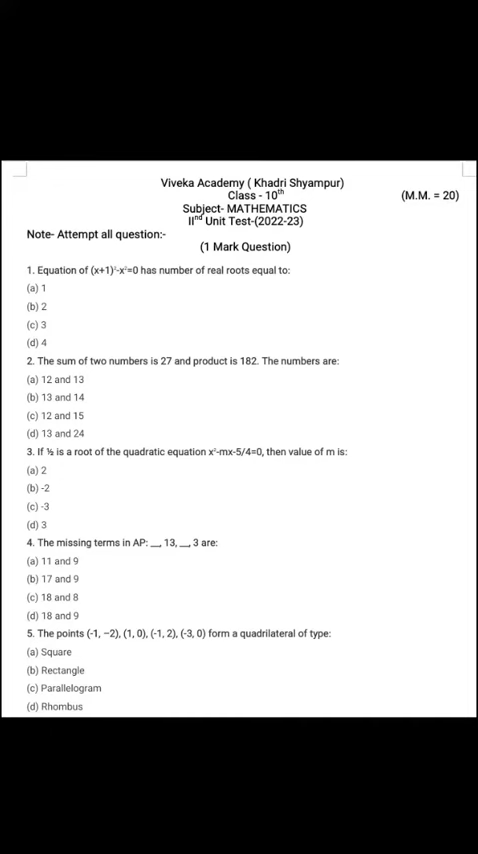 Viveka Academy ( Khadri Shyampur)
Class - 10th
(M.M. = 20)
Subject- MATHEMATICS
IInd Unit Test-(2022-23)
Note- Attempt all question:-
(1 Mark Question)
1. Equation of (x+1)²-x²=0 has number of real roots equal to:
(a) 1
(b) 2
(c) 3
(d) 4
2. The sum of two numbers is 27 and product is 182. The numbers are:
(a) 12 and 13
(b) 13 and 14
(c) 12 and 15
(d) 13 and 24
3. If ½ is a root of the quadratic equation x²-mx-5/4=0, then value of m is:
(a) 2
(b) -2
(c) -3
(d) 3
4. The missing terms in AP: __, 13, __, 3 are:
(a) 11 and 9
(b) 17 and 9
(c) 18 and 8
(d) 18 and 9
5. The points (-1, –2), (1, 0), (-1, 2), (-3, 0) form a quadrilateral of type:
(a) Square
(b) Rectangle
(c) Parallelogram
(d) Rhombus